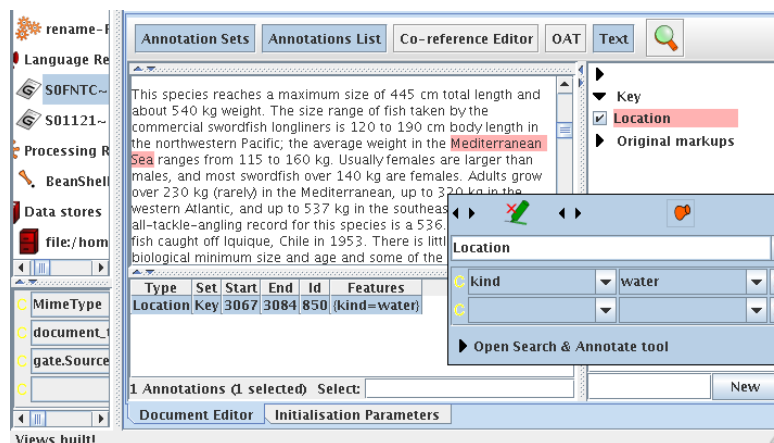 rename-F
Language Re
S0FNTC~
S01121~
Processing R
BeanShell
Data stores
file:/hom
MimeType
document_t
gate.Source
Views built!
Annotation Sets Annotations List Co-reference Editor OAT Text
This species reaches a maximum size of 445 cm total length and
about 540 kg weight. The size range of fish taken by the
commercial swordfish longliners is 120 to 190 cm body length in
the northwestern Pacific; the average weight in the Mediterranean
Sea ranges from 115 to 160 kg. Usually females are larger than
males, and most swordfish over 140 kg are females. Adults grow
over 230 kg (rarely) in the Mediterranean, up to 320 kg in the
western Atlantic, and up to 537 kg in the southeas
all-tackle-angling record for this species is a 536.
fish caught off Iquique, Chile in 1953. There is littl
biological minimum size and age and some of the
Key
Location
Original markups
Location
C kind water
C
Open Search & Annotate tool
New
Type Set Start End Id Features
Location Key 3067 3084 850 {kind=water}
1 Annotations (1 selected) Select:
Document Editor Initialisation Parameters